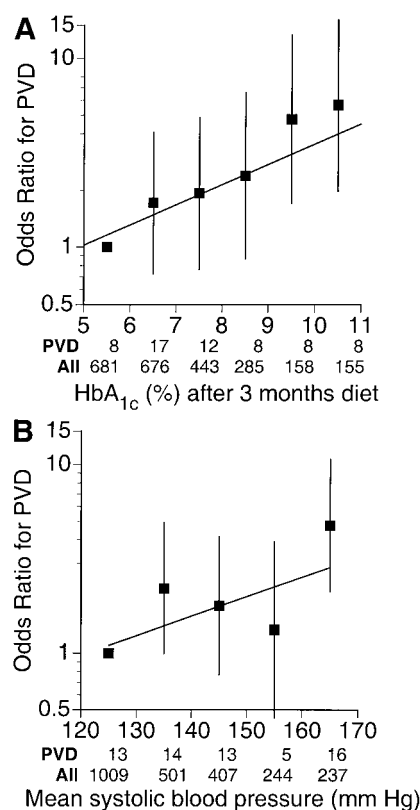 A
15
10
1
0.5
Odds Ratio for PVD
5 6 7 8 9 10 11
PVD 8 17 12 8 8 8
All 681 676 443 285 158 155
HbA1c (%) after 3 months diet
B
15
10
1
0.5
Odds Ratio for PVD
120 130 140 150 160 170
PVD 13 14 13 5 16
All 1009 501 407 244 237
Mean systolic blood pressure (mm Hg)